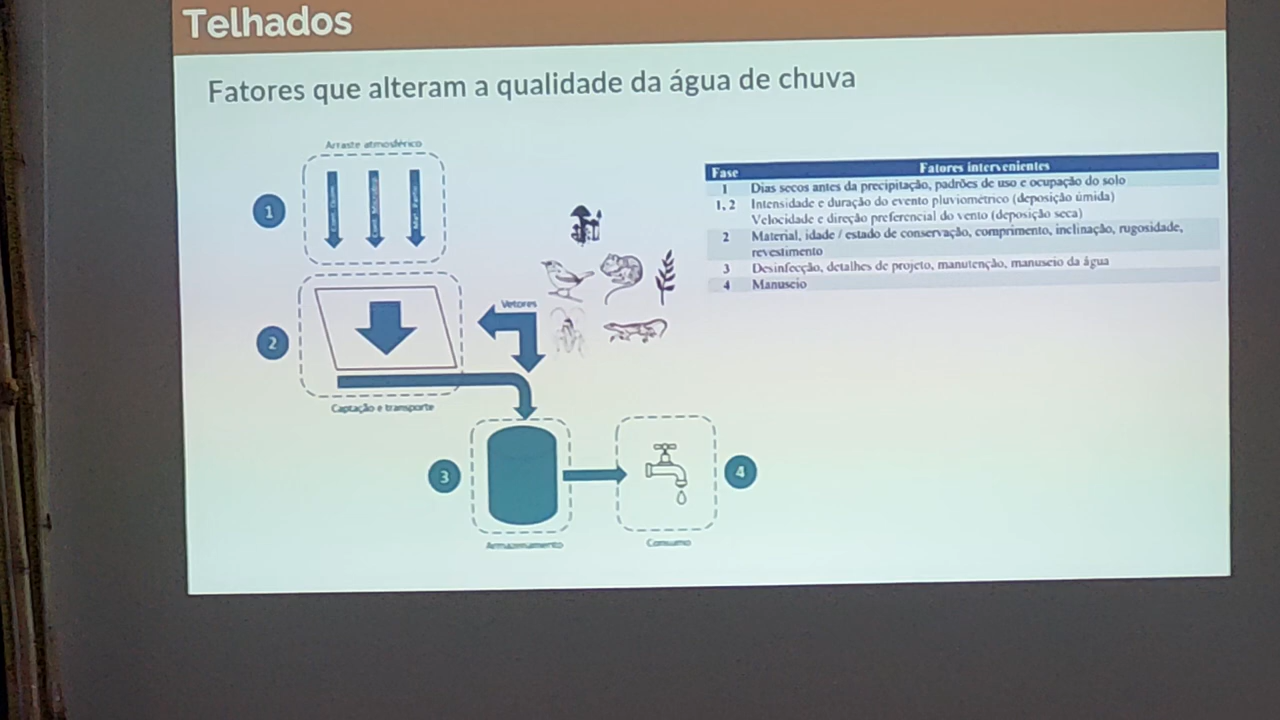 Telhados
Fatores que alteram a qualidade da água de chuva
Arraste atmosférico
1
2
Vetores
Captação e transporte
3
4
Armazenamento
Consumo
Fase Fatores intervenientes
1 Dias secos antes da precipitação, padrões de uso e ocupação do solo
1, 2 Intensidade e duração do evento pluviométrico (deposição úmida)
Velocidade e direção preferencial do vento (deposição seca)
2 Material, idade / estado de conservação, comprimento, inclinação, rugosidade,
revestimento
3 Desinfecção, detalhes de projeto, manutenção, manuseio da água
4 Manuseio